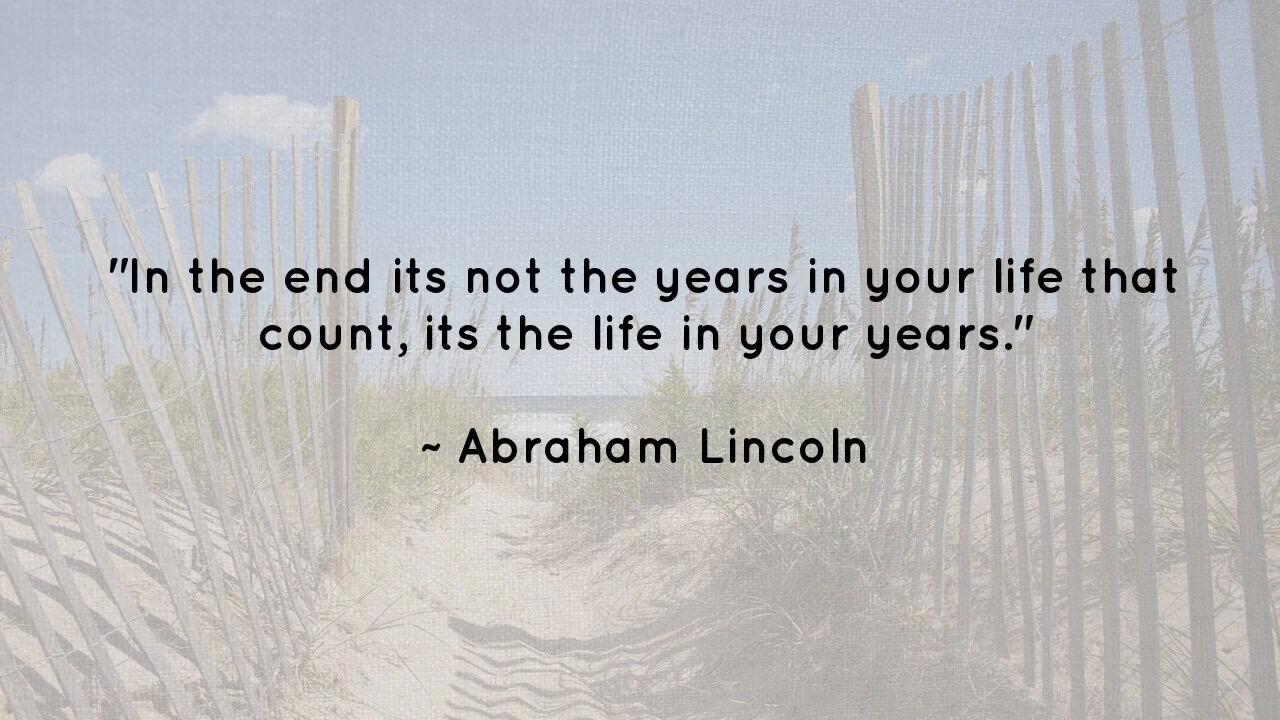 "In the end its not the years in your life that
count, its the life in your years."
~ Abraham Lincoln